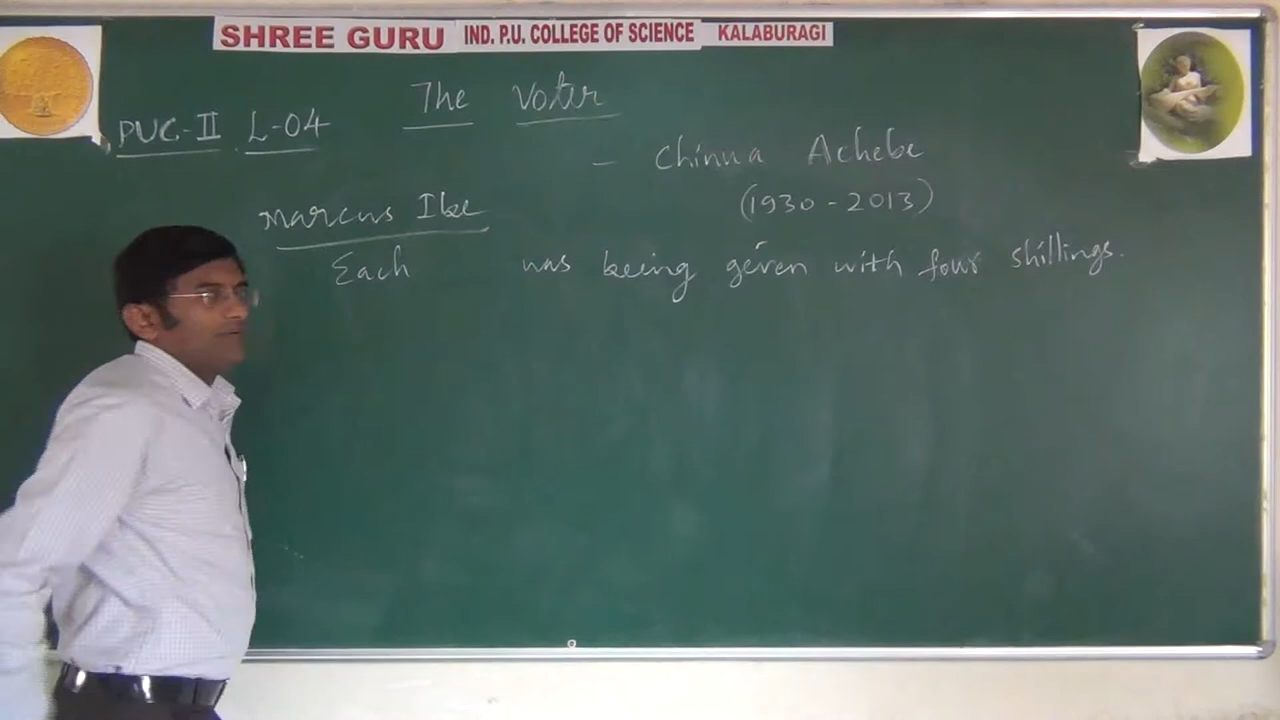 SHREE GURU IND. P.U. COLLEGE OF SCIENCE KALABURAGI
The Voter
PUC-II L-04
- Chinua Achebe
(1930-2013)
Marcus Ibe
Each was being given with four shillings.